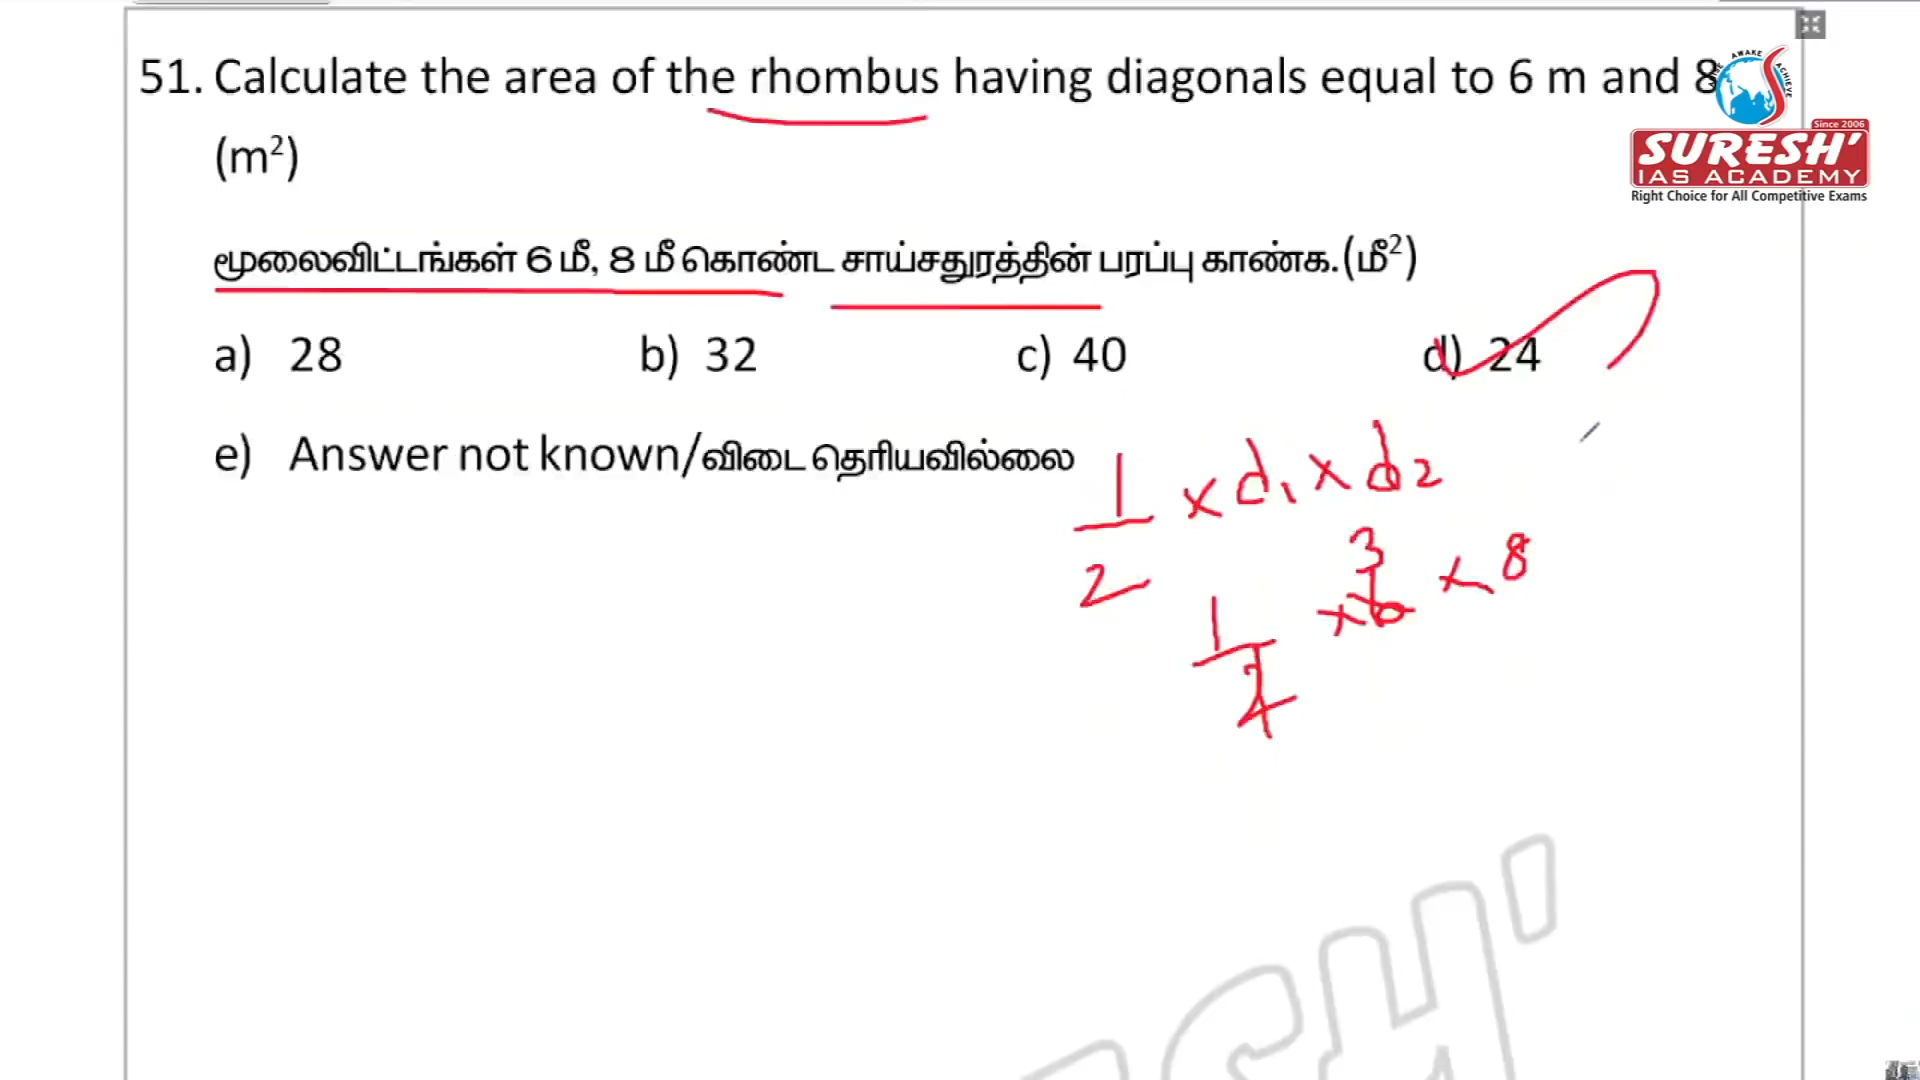 51. Calculate the area of the rhombus having diagonals equal to 6 m and 8
(m²)
மூலைவிட்டங்கள் 6 மீ, 8 மீ கொண்ட சாய்சதுரத்தின் பரப்பு காண்க.(மீ²)
a) 28 b) 32 c) 40 d) 24
e) Answer not known/விடை தெரியவில்லை
1/2 × d₁ × d₂
3
1/2 × 6 × 8
AWAKE
ACHIEVE
Since 2006
SURESH'
IAS ACADEMY
Right Choice for All Competitive Exams